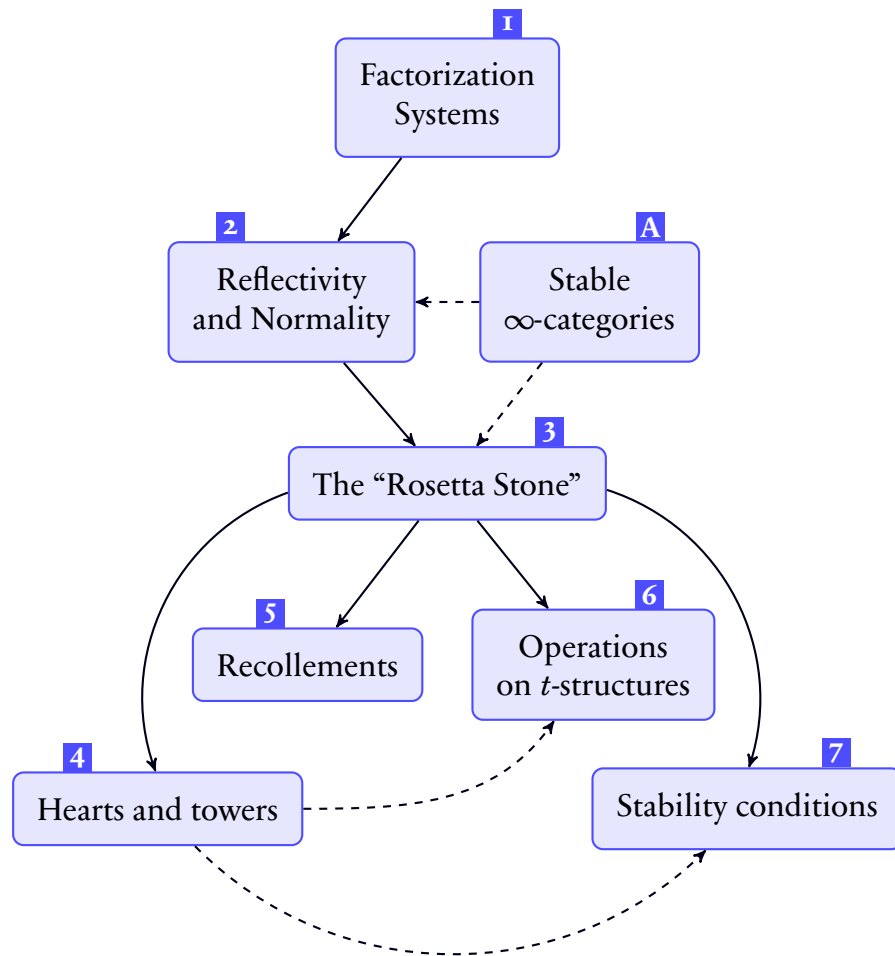 1
Factorization
Systems
2
Reflectivity
and Normality
A
Stable
∞-categories
3
The “Rosetta Stone”
5
Recollements
6
Operations
on t-structures
4
Hearts and towers
7
Stability conditions